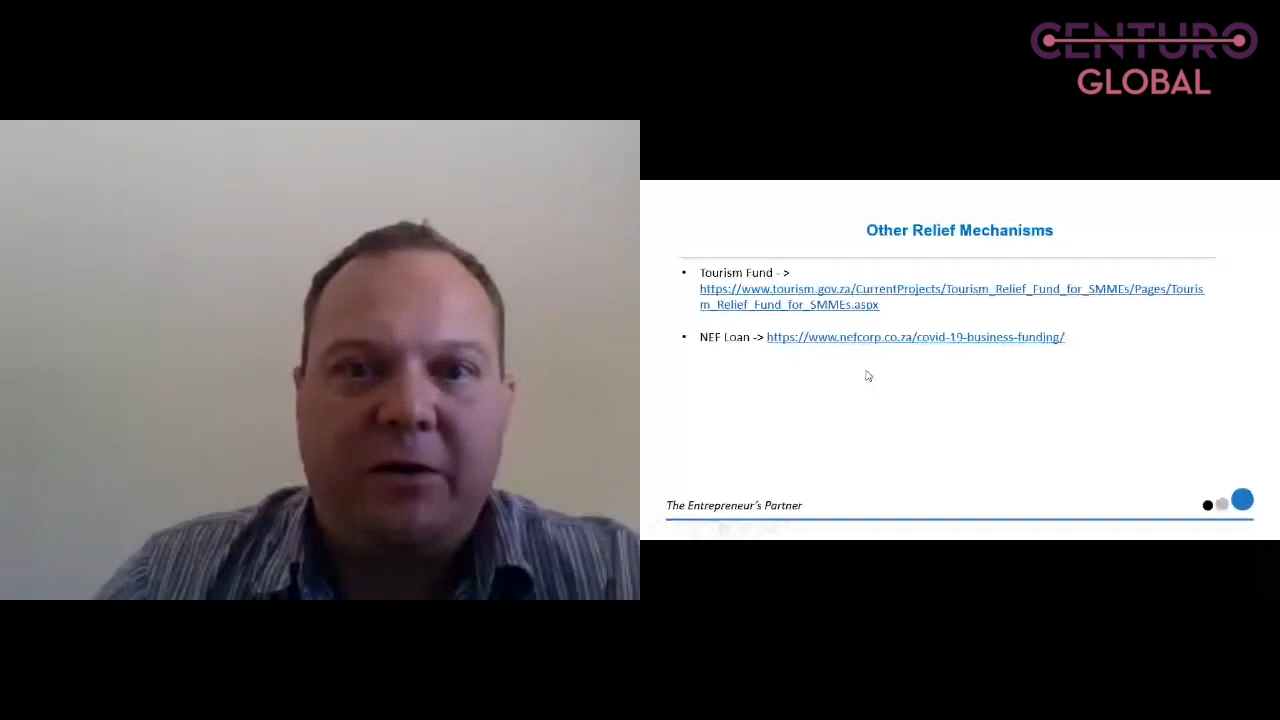 CENTURO
GLOBAL
Other Relief Mechanisms
• Tourism Fund - >
https://www.tourism.gov.za/CurrentProjects/Tourism_Relief_Fund_for_SMMEs/Pages/Touris
m_Relief_Fund_for_SMMEs.aspx
• NEF Loan -> https://www.nefcorp.co.za/covid-19-business-funding/
The Entrepreneur's Partner